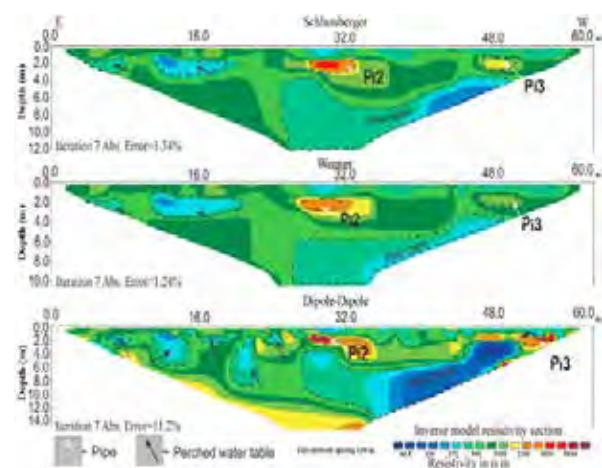 E Schlumberger W
0.0 16.0 32.0 48.0 60.0 m
Depth (m)
0.0
2.0
4.0
6.0
8.0
10.0
12.0
Pi2
Pi3
Iteration 7 Abs. Error=1.34%
Wenner
0.0 16.0 32.0 48.0 60.0
Depth (m)
0.0
2.0
4.0
6.0
8.0
10.0
Pi2
Pi3
Iteration 7 Abs. Error=1.24%
Dipole-Dipole
0.0 16.0 32.0 48.0 60.0
Depth (m)
0.0
2.0
4.0
6.0
8.0
10.0
12.0
14.0
Pi2
Pi3
Iteration 7 Abs. Error=11.2%
Inverse model resistivity section
= Pipe
= Perched water table
Resistivity